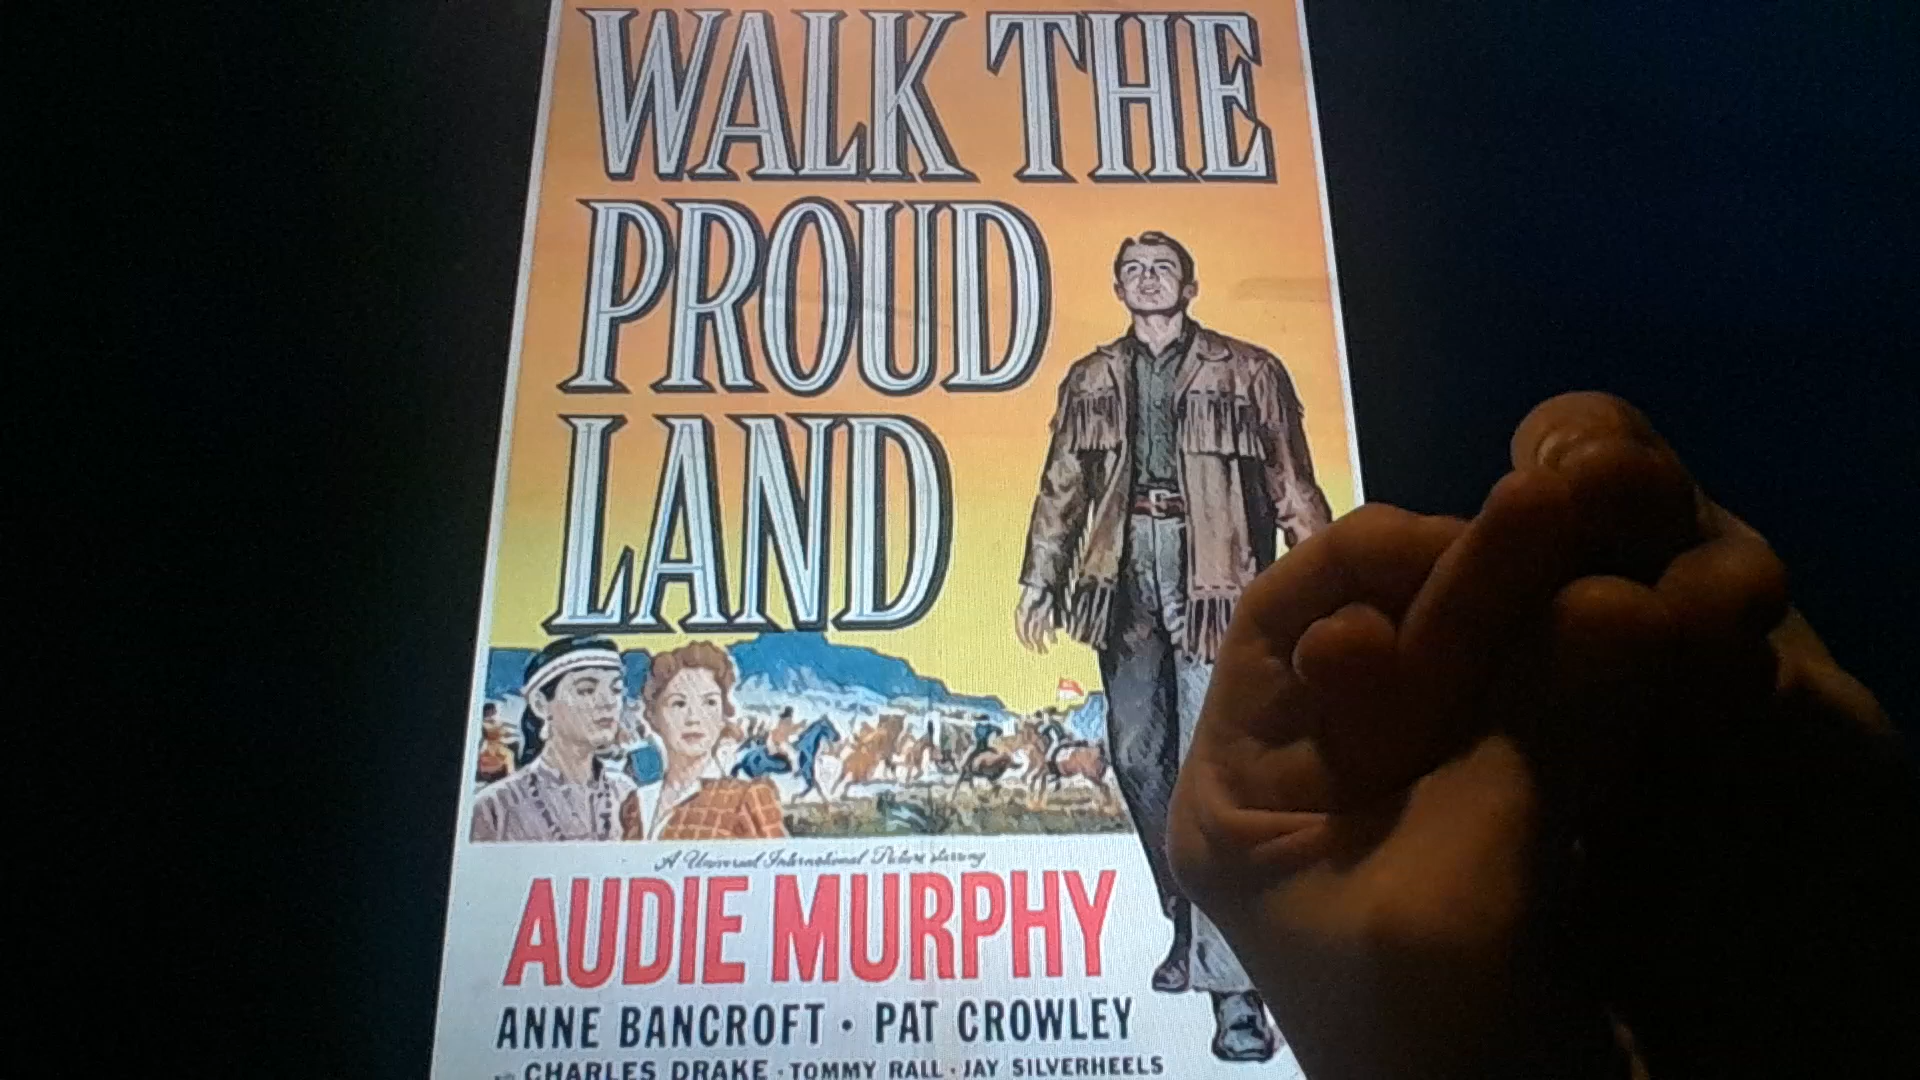 WALK THE
PROUD
LAND
A Universal International Picture starring
AUDIE MURPHY
ANNE BANCROFT • PAT CROWLEY
CHARLES DRAKE • TOMMY RALL • JAY SILVERHEELS